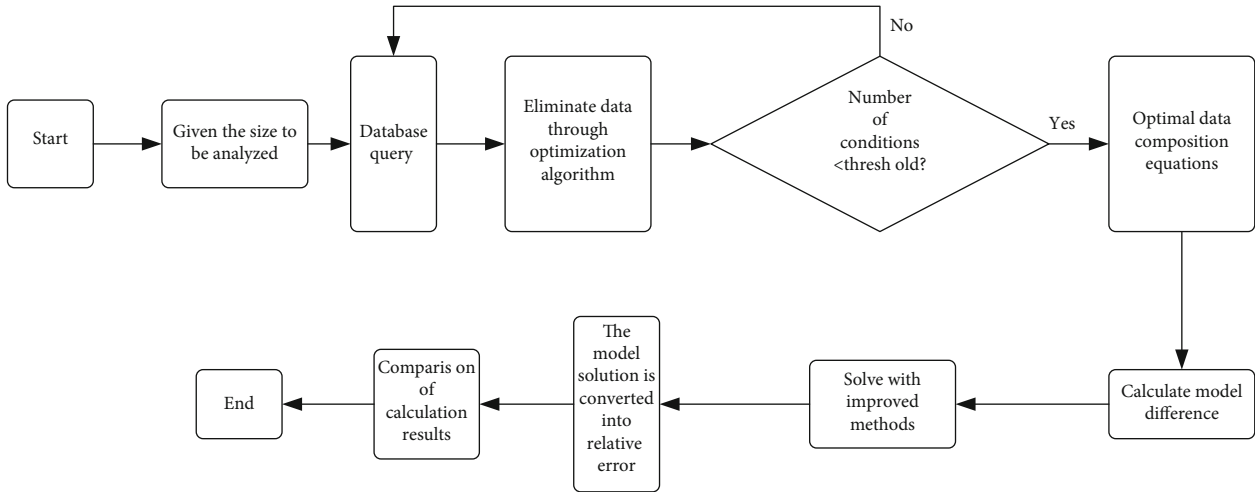 Start
Given the size to
be analyzed
Database
query
Eliminate data
through
optimization
algorithm
Number
of
conditions
<thresh old?
No
Yes
Optimal data
composition
equations
Calculate model
difference
Solve with
improved
methods
The
model
solution is
converted
into
relative
error
Comparis on
of
calculation
results
End